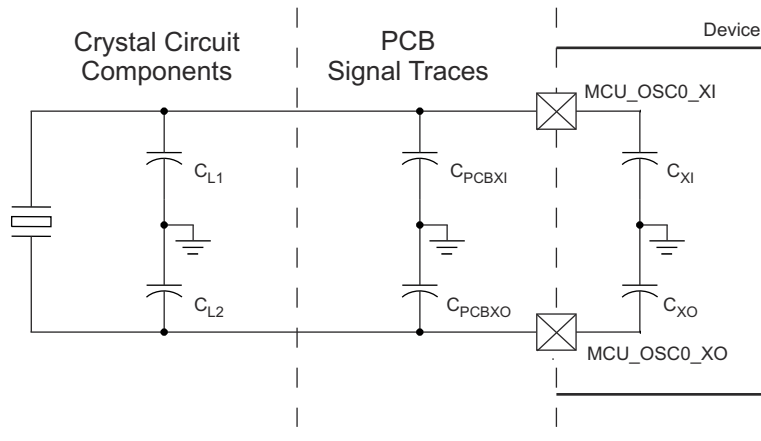 Crystal Circuit
Components
PCB
Signal Traces
Device
MCU_OSC0_XI
CL1
CPCBXI
CXI
CL2
CPCBXO
CXO
MCU_OSC0_XO